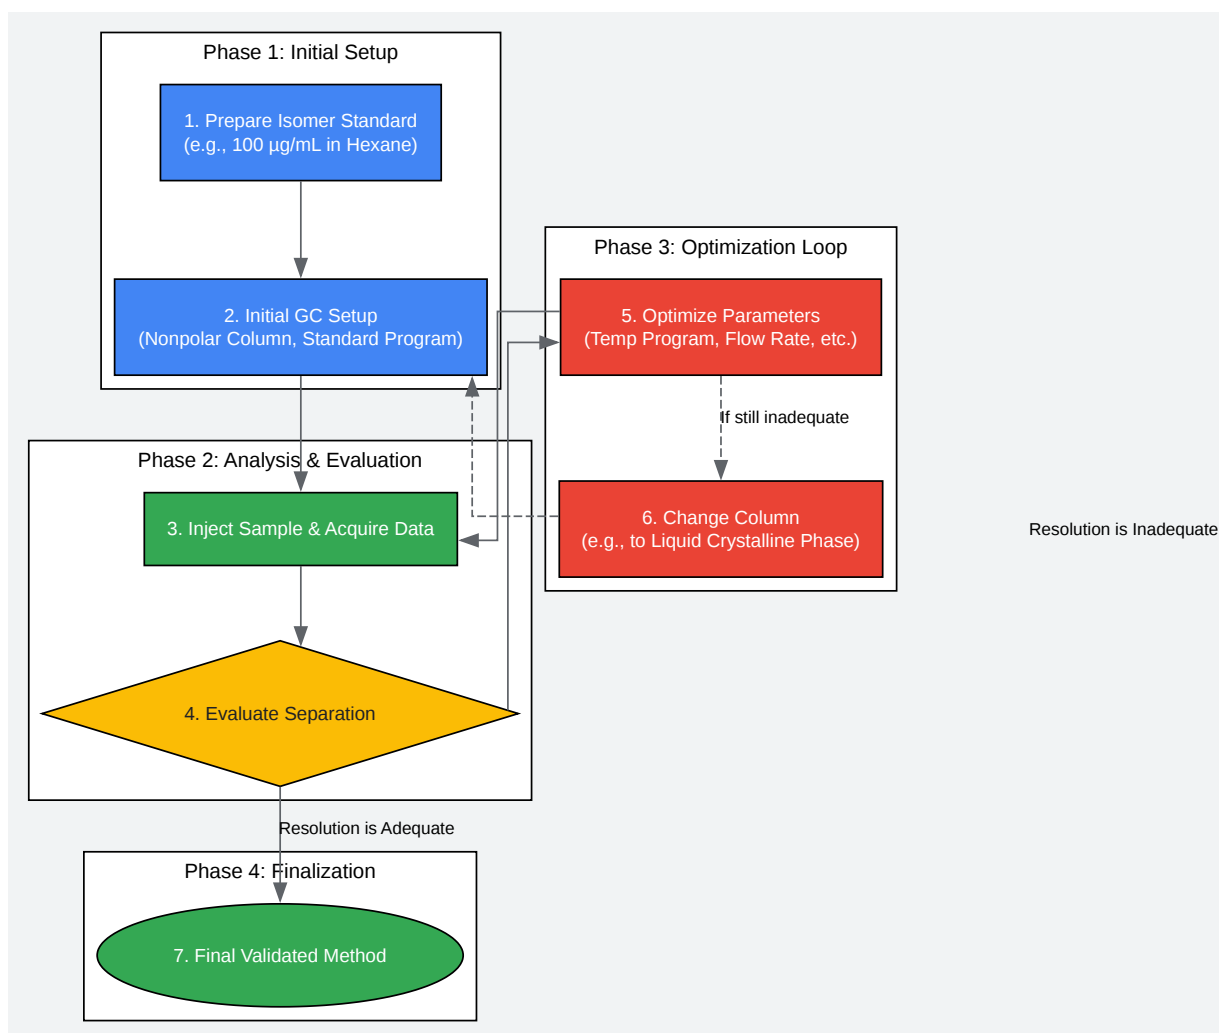 Phase 1: Initial Setup
1. Prepare Isomer Standard
(e.g., 100 µg/mL in Hexane)
2. Initial GC Setup
(Nonpolar Column, Standard Program)
Phase 3: Optimization Loop
5. Optimize Parameters
(Temp Program, Flow Rate, etc.)
If still inadequate
6. Change Column
(e.g., to Liquid Crystalline Phase)
Resolution is Inadequate
Phase 2: Analysis & Evaluation
3. Inject Sample & Acquire Data
4. Evaluate Separation
Resolution is Adequate
Phase 4: Finalization
7. Final Validated Method